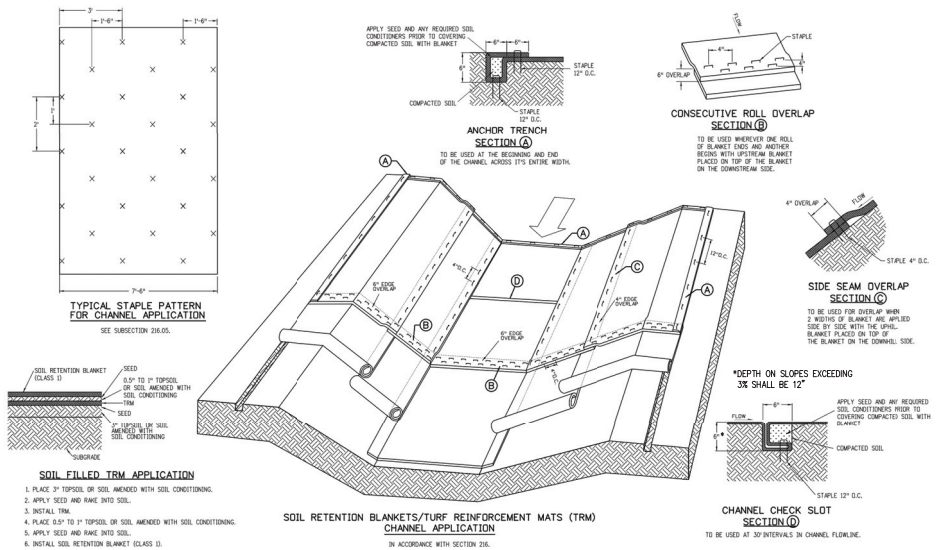 3'
1'-6"
1'-6"
2'
1'
7'-6"
TYPICAL STAPLE PATTERN
FOR CHANNEL APPLICATION
SEE SUBSECTION 216.05.
APPLY SEED AND ANY REQUIRED SOIL
CONDITIONERS PRIOR TO COVERING
COMPACTED SOIL WITH BLANKET
6"
6"
6"
STAPLE
12" O.C.
COMPACTED SOIL
STAPLE
12" O.C.
ANCHOR TRENCH
SECTION A
TO BE USED AT THE BEGINNING AND END
OF THE CHANNEL ACROSS IT'S ENTIRE WIDTH.
FLOW
STAPLE
4"
4"
6" OVERLAP
CONSECUTIVE ROLL OVERLAP
SECTION B
TO BE USED WHEREVER ONE ROLL
OF BLANKET ENDS AND ANOTHER
BEGINS WITH UPSTREAM BLANKET
PLACED ON TOP OF THE BLANKET
ON THE DOWNSTREAM SIDE.
4" OVERLAP
FLOW
STAPLE 4" O.C.
SIDE SEAM OVERLAP
SECTION C
TO BE USED FOR OVERLAP WHEN
2 WIDTHS OF BLANKET ARE APPLIED
SIDE BY SIDE WITH THE UPHIL.
BLANKET PLACED ON TOP OF
THE BLANKET ON THE DOWNHILL SIDE.
A
A
C
12" O.C.
4" O.C.
D
A
6" EDGE
OVERLAP
4" EDGE
OVERLAP
B
6" EDGE
OVERLAP
4" O.C.
B
SOIL RETENTION BLANKET
(CLASS 1)
SEED
0.5" TO 1" TOPSOIL
OR SOIL AMENDED WITH
SOIL CONDITIONING
TRM
SEED
3" TOPSOIL OR SOIL
AMENDED WITH
SOIL CONDITIONING
SUBGRADE
SOIL FILLED TRM APPLICATION
1. PLACE 3" TOPSOIL OR SOIL AMENDED WITH SOIL CONDITIONING.
2. APPLY SEED AND RAKE INTO SOIL.
3. INSTALL TRM.
4. PLACE 0.5" TO 1" TOPSOIL OR SOIL AMENDED WITH SOIL CONDITIONING.
5. APPLY SEED AND RAKE INTO SOIL.
6. INSTALL SOIL RETENTION BLANKET (CLASS 1).
SOIL RETENTION BLANKETS/TURF REINFORCEMENT MATS (TRM)
CHANNEL APPLICATION
IN ACCORDANCE WITH SECTION 216.
*DEPTH ON SLOPES EXCEEDING
3% SHALL BE 12"
6"
FLOW
6" *
APPLY SEED AND ANY REQUIRED
SOIL CONDITIONERS PRIOR TO
COVERING COMPACTED SOIL WITH
BLANKET
COMPACTED SOIL
STAPLE 12" O.C.
CHANNEL CHECK SLOT
SECTION D
TO BE USED AT 30' INTERVALS IN CHANNEL FLOWLINE.